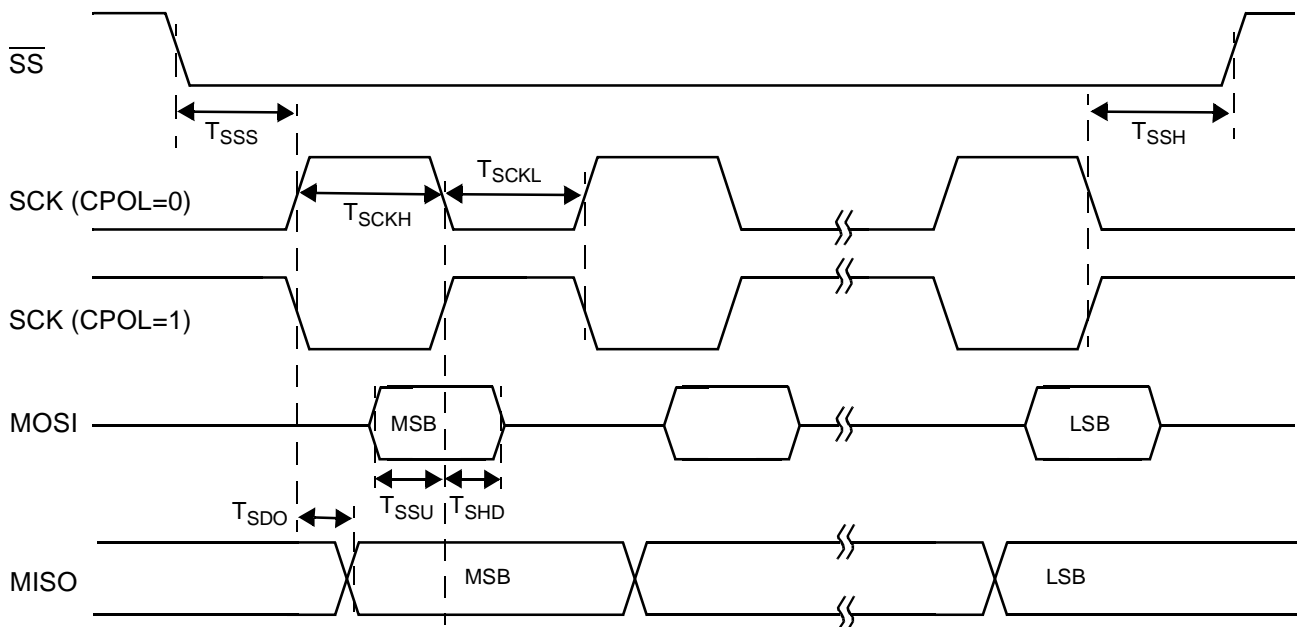 SS
TSSS
TSSH
SCK (CPOL=0)
TSCKH
TSCKL
SCK (CPOL=1)
MOSI
MSB
LSB
TSSU
TSHD
TSDO
MISO
MSB
LSB